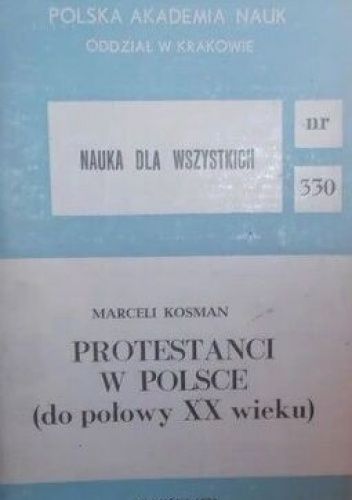 POLSKA AKADEMIA NAUK
ODDZIAŁ W KRAKOWIE
nr
NAUKA DLA WSZYSTKICH
330
MARCELI KOSMAN
PROTESTANCI
W POLSCE
(do połowy XX wieku)